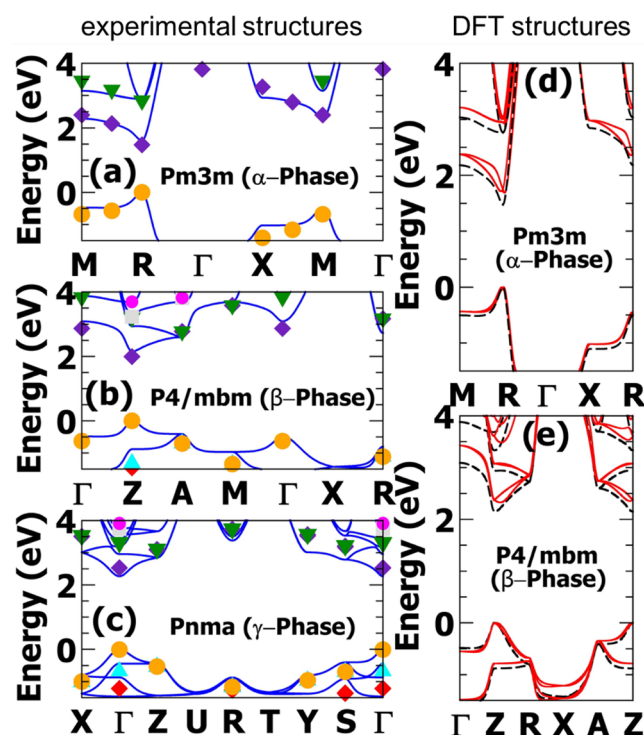 experimental structures
DFT structures
4
2
0
Energy (eV)
(a)
Pm3m (α−Phase)
M R Γ X M Γ
4
2
0
Energy (eV)
(b)
P4/mbm (β−Phase)
Γ Z A M Γ X R
4
2
0
Energy (eV)
(c)
Pnma (γ−Phase)
X Γ Z U R T Y S Γ
4
2
0
Energy (eV)
(d)
Pm3m
(α−Phase)
M R Γ X R
4
2
0
Energy (eV)
(e)
P4/mbm
(β−Phase)
Γ Z R X A Z